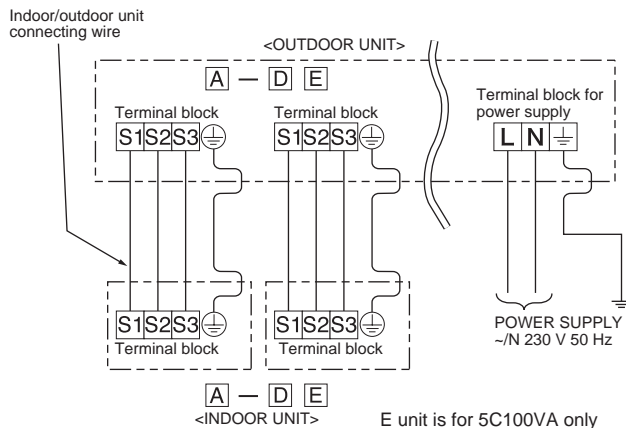 Indoor/outdoor unit
connecting wire
<OUTDOOR UNIT>
A — D E
Terminal block
S1 S2 S3
Terminal block
S1 S2 S3
Terminal block for
power supply
L N
S1 S2 S3
Terminal block
S1 S2 S3
Terminal block
POWER SUPPLY
~/N 230 V 50 Hz
A — D E
<INDOOR UNIT>
E unit is for 5C100VA only